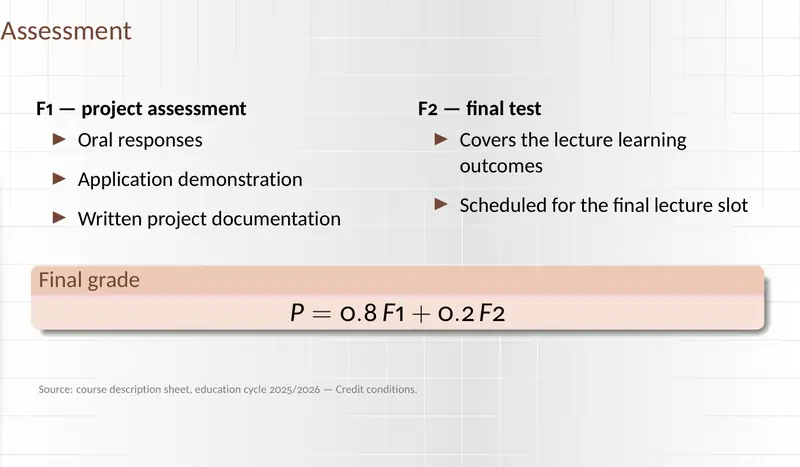 Assessment
F1 — project assessment
► Oral responses
► Application demonstration
► Written project documentation
F2 — final test
► Covers the lecture learning
outcomes
► Scheduled for the final lecture slot
Final grade
P = 0.8 F1 + 0.2 F2
Source: course description sheet, education cycle 2025/2026 — Credit conditions.